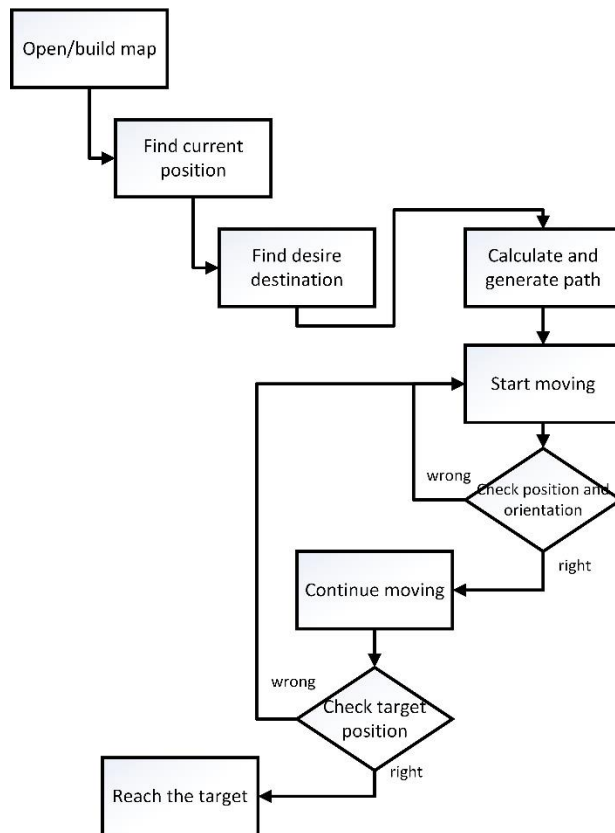 Open/build map
Find current
position
Find desire
destination
Calculate and
generate path
Start moving
wrong
Check position and
orientation
right
Continue moving
wrong
Check target
position
right
Reach the target